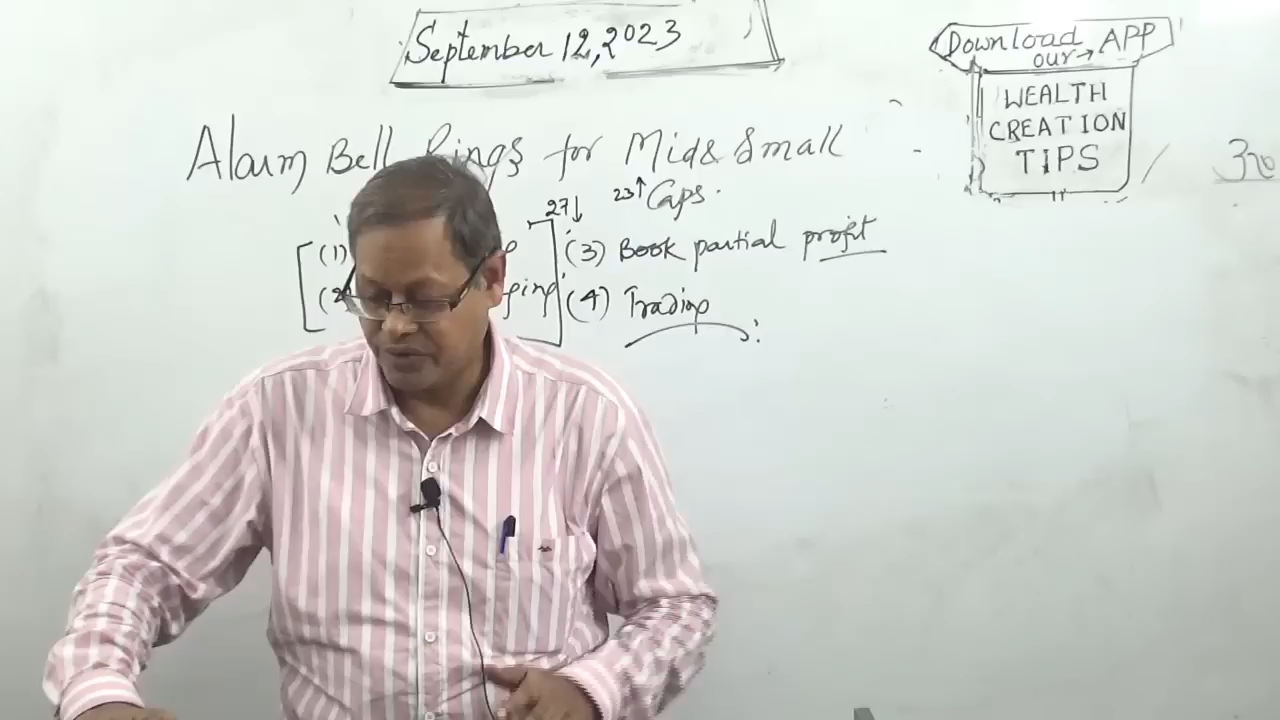 September 12, 2023
Download
our → APP
WEALTH
CREATION
TIPS
Alarm Bell Rings for Mid & Small
23↑ Caps.
27↓
(1)
(3) Book partial profit
(4) Trading